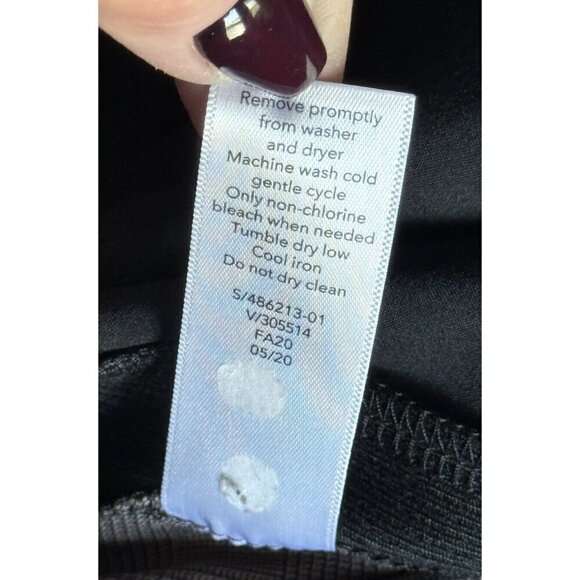 Remove promptly
from washer
and dryer
Machine wash cold
gentle cycle
Only non-chlorine
bleach when needed
Tumble dry low
Cool iron
Do not dry clean
S/486213-01
V/305514
FA20
05/20